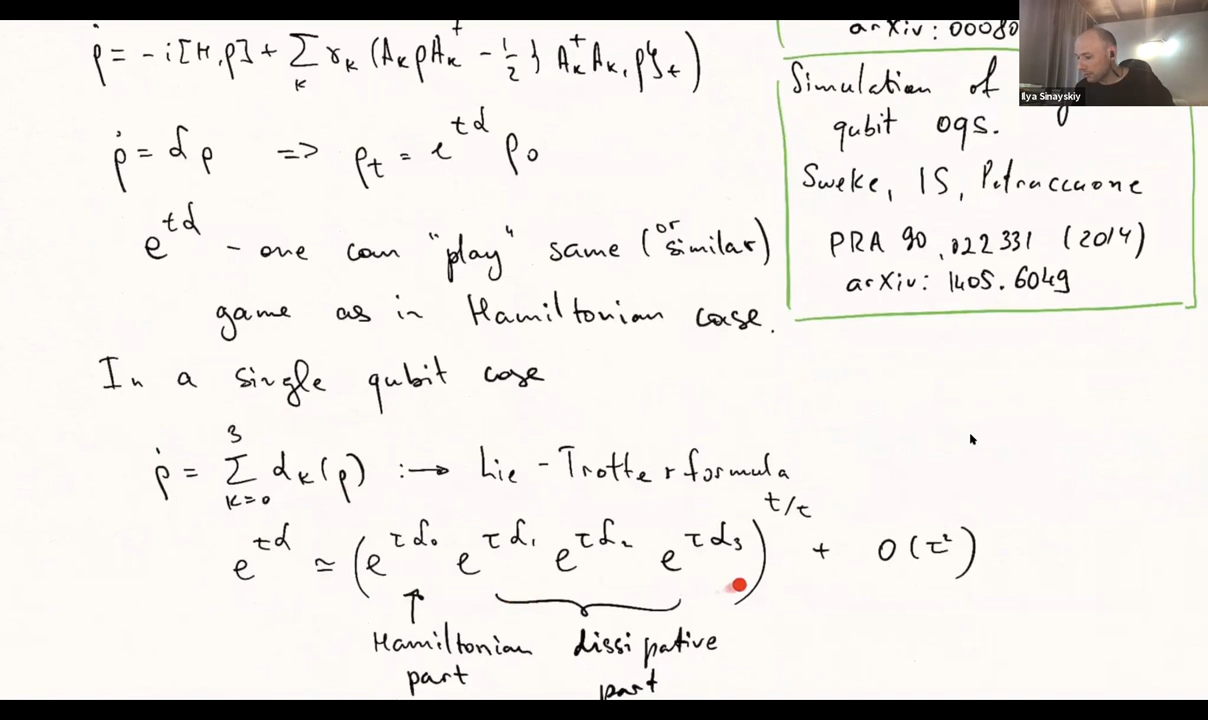 ρ̇ = -i[H,ρ] + Σ_k γ_k (A_k ρ A_k^† - 1/2 { A_k^† A_k, ρ }_+)
ρ̇ = ℒρ => ρ_t = e^{tℒ} ρ_0
e^{tℒ} - one can "play" same (or similar)
game as in Hamiltonian case.
In a single qubit case
ρ̇ = Σ_{k=0}^{3} ℒ_k(ρ) :→ Lie-Trotter formula
e^{tℒ} ≃ (e^{τℒ_0} e^{τℒ_1} e^{τℒ_2} e^{τℒ_3})^{t/τ} + O(τ²)
↑
Hamiltonian
part
dissipative
part
arXiv: 00080
Simulation of
qubit OQS.
Sweke, IS, Petruccione
PRA 90, 022331 (2014)
arXiv: 1405.6049
Ilya Sinayskiy